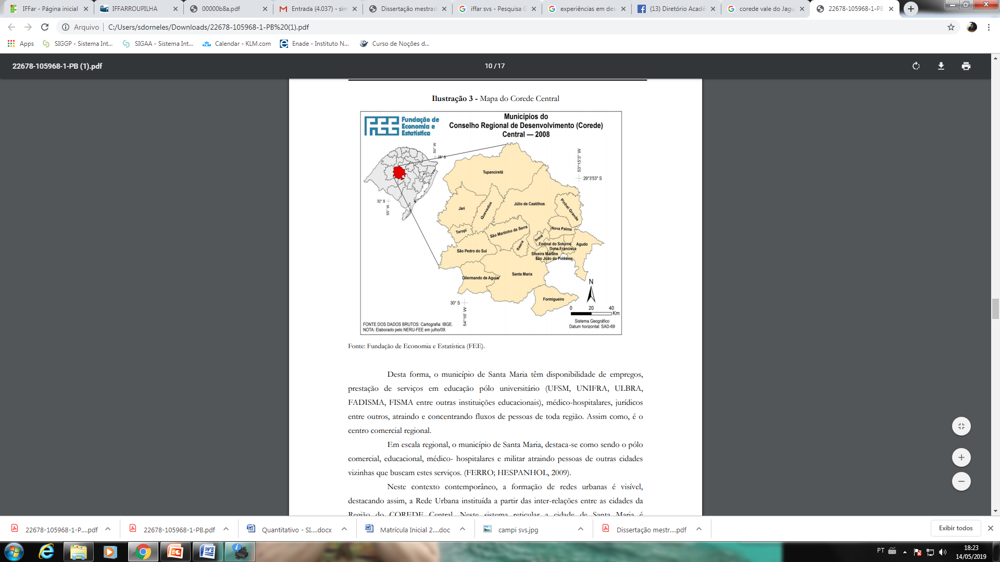 IFFar - Página inicial
IFFARROUPILHA
00000b8a.pdf
Entrada (4.037) - sim
Dissertação mestrad
iffar svs - Pesquisa G
experiências em des
(13) Diretório Acadê
corede vale do Jagu
22678-105968-1-PB
Arquivo
C:/Users/sdorneles/Downloads/22678-105968-1-PB%20(1).pdf
Apps
SIGGP - Sistema Int...
SIGAA - Sistema Int...
KLM
Calendar - KLM.com
Enade - Instituto N...
Curso de Noções d...
22678-105968-1-PB (1).pdf
10 / 17
Ilustração 3 - Mapa do Corede Central
FEE
Fundação de
Economia e
Estatística
Municípios do
Conselho Regional de Desenvolvimento (Corede)
Central — 2008
50° W
28° S
53°15'3" W
29°3'53" S
32° S
55° W
Tupanciretã
Jari
Quevedos
Júlio de Castilhos
Pinhal Grande
Toropi
São Martinho da Serra
Nova Palma
Ivorá
Itaara
Faxinal do Soturno
Agudo
Dona Francisca
São Pedro do Sul
Silveira Martins
São João do Polêsine
Santa Maria
Dilermando de Aguiar
Formigueiro
N
30° S
54°16' W
0 20 40
Km
Sistema Geográfico
Datum horizontal: SAD-69
FONTE DOS DADOS BRUTOS: Cartografia: IBGE.
NOTA: Elaborado pelo NERU-FEE em julho/09.
Fonte: Fundação de Economia e Estatística (FEE).
Desta forma, o município de Santa Maria têm disponibilidade de empregos,
prestação de serviços em educação pólo universitário (UFSM, UNIFRA, ULBRA,
FADISMA, FISMA entre outras instituições educacionais), médico-hospitalares, jurídicos
entre outros, atraindo e concentrando fluxos de pessoas de toda região. Assim como, é o
centro comercial regional.
Em escala regional, o município de Santa Maria, destaca-se como sendo o pólo
comercial, educacional, médico- hospitalares e militar atraindo pessoas de outras cidades
vizinhas que buscam estes serviços. (FERRO; HESPANHOL, 2009).
Neste contexto contemporâneo, a formação de redes urbanas é visível,
destacando assim, a Rede Urbana instituída a partir das inter-relações entre as cidades da
Região do COREDE Central. Neste sistema reticular a cidade de Santa Maria é
22678-105968-1-P....pdf
22678-105968-1-PB.pdf
Quantitativo - SI....docx
Matrícula Inicial 2....doc
campi svs.jpg
Dissertação mestr....pdf
Exibir todos
PT
18:23
14/05/2019